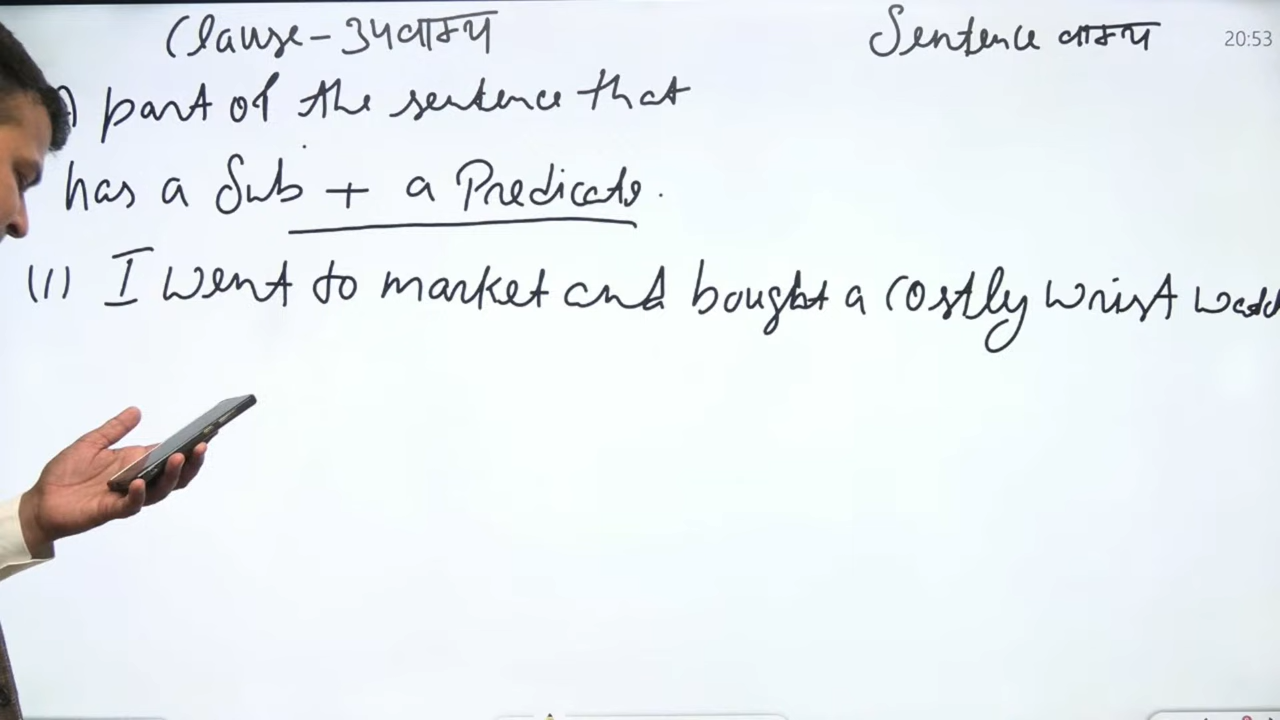 Clause - उपवाक्य
Sentence वाक्य
20:53
A part of the sentence that
has a Sub + a Predicate.
(1) I went to market and bought a costly wrist